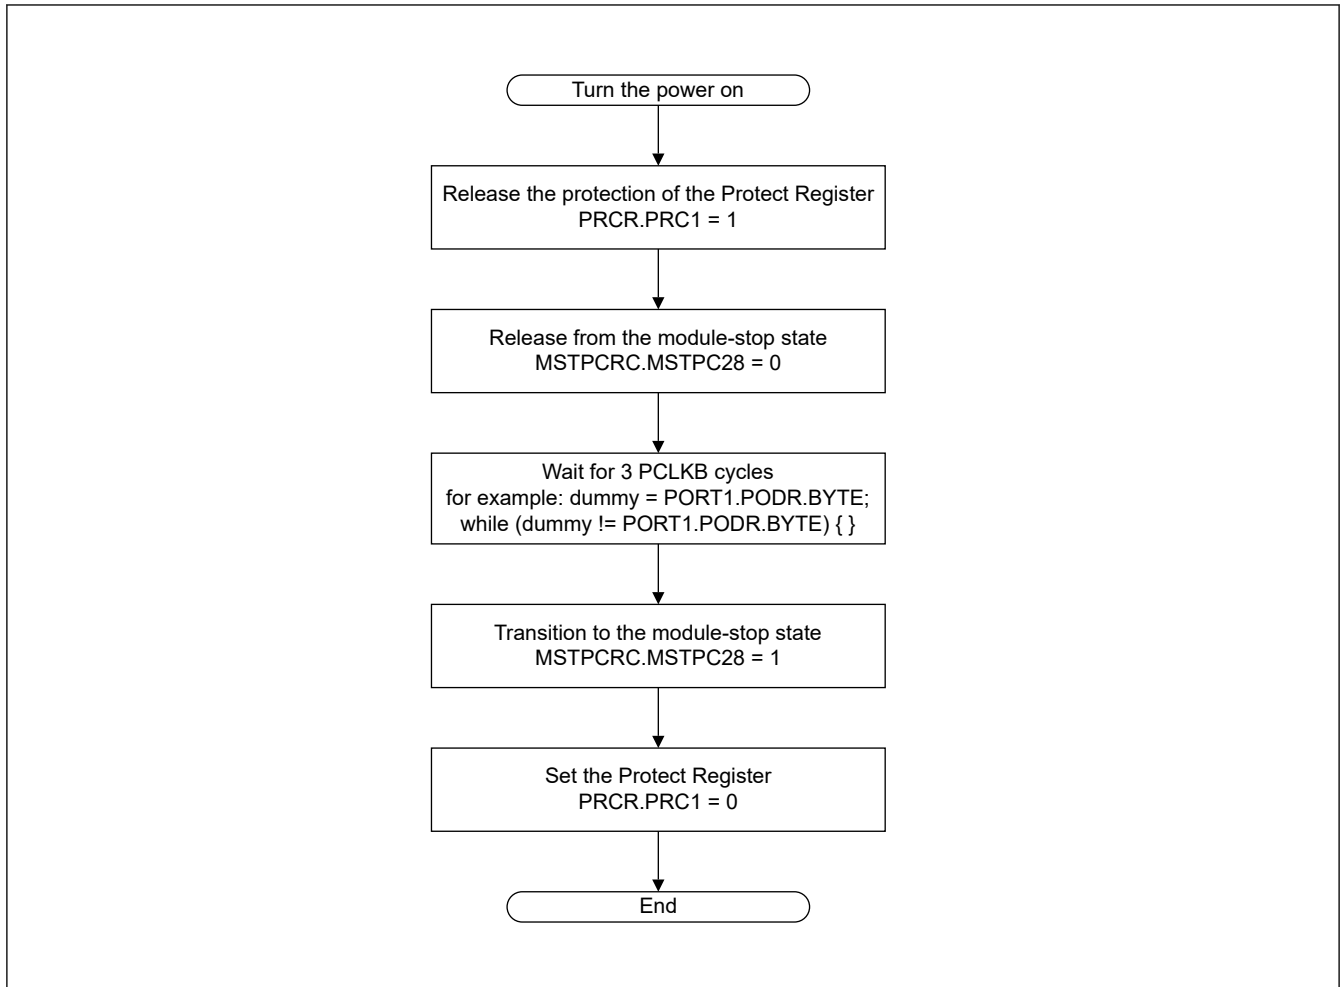 Turn the power on
Release the protection of the Protect Register
PRCR.PRC1 = 1
Release from the module-stop state
MSTPCRC.MSTPC28 = 0
Wait for 3 PCLKB cycles
for example: dummy = PORT1.PODR.BYTE;
while (dummy != PORT1.PODR.BYTE) { }
Transition to the module-stop state
MSTPCRC.MSTPC28 = 1
Set the Protect Register
PRCR.PRC1 = 0
End